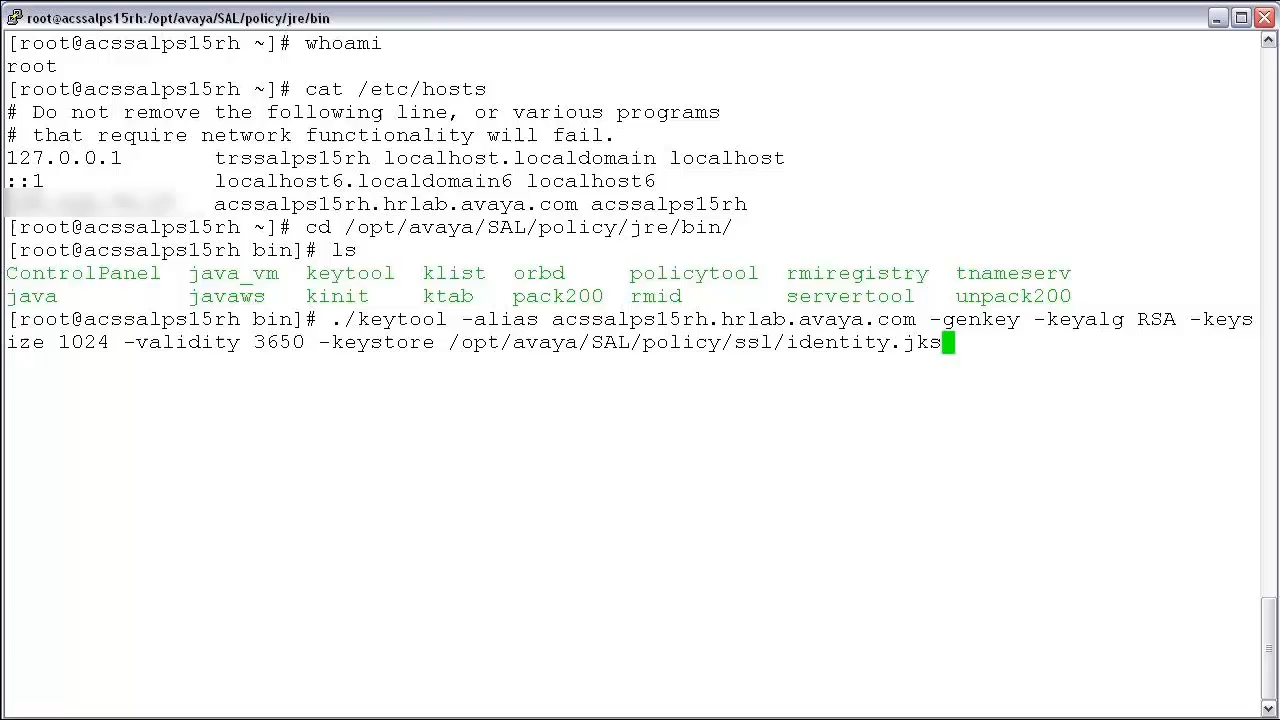 root@acssalps15rh:/opt/avaya/SAL/policy/jre/bin
[root@acssalps15rh ~]# whoami
root
[root@acssalps15rh ~]# cat /etc/hosts
# Do not remove the following line, or various programs
# that require network functionality will fail.
127.0.0.1 trssalps15rh localhost.localdomain localhost
::1 localhost6.localdomain6 localhost6
acssalps15rh.hrlab.avaya.com acssalps15rh
[root@acssalps15rh ~]# cd /opt/avaya/SAL/policy/jre/bin/
[root@acssalps15rh bin]# ls
ControlPanel java_vm keytool klist orbd policytool rmiregistry tnameserv
java javaws kinit ktab pack200 rmid servertool unpack200
[root@acssalps15rh bin]# ./keytool -alias acssalps15rh.hrlab.avaya.com -genkey -keyalg RSA -keys
ize 1024 -validity 3650 -keystore /opt/avaya/SAL/policy/ssl/identity.jks